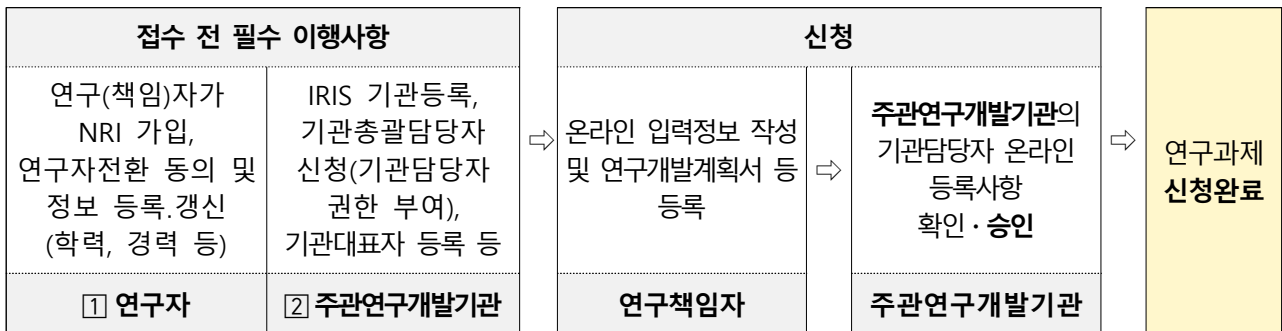 접수 전 필수 이행사항
연구(책임)자가
NRI 가입,
연구자전환 동의 및
정보 등록.갱신
(학력, 경력 등)
1 연구자
IRIS 기관등록,
기관총괄담당자
신청(기관담당자
권한 부여),
기관대표자 등록 등
2 주관연구개발기관
⇨
신청
온라인 입력정보 작성
및 연구개발계획서 등
등록
연구책임자
⇨
주관연구개발기관의
기관담당자 온라인
등록사항
확인 · 승인
주관연구개발기관
⇨
연구과제
신청완료